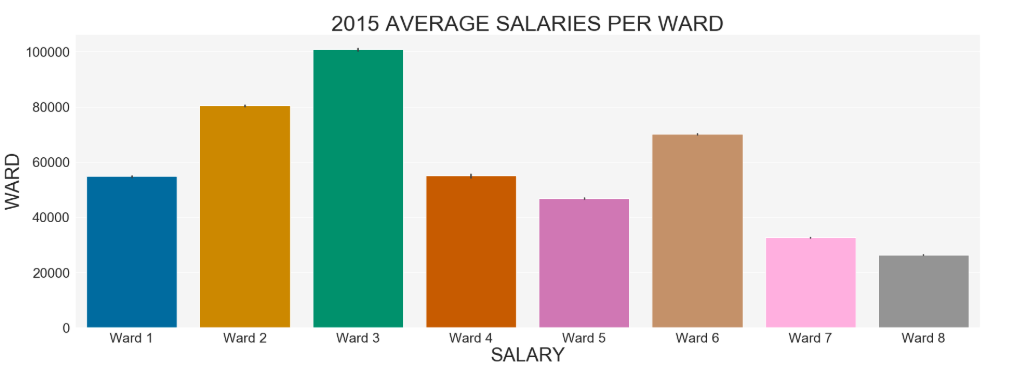 2015 AVERAGE SALARIES PER WARD
WARD
100000
80000
60000
40000
20000
0
Ward 1 Ward 2 Ward 3 Ward 4 Ward 5 Ward 6 Ward 7 Ward 8
SALARY